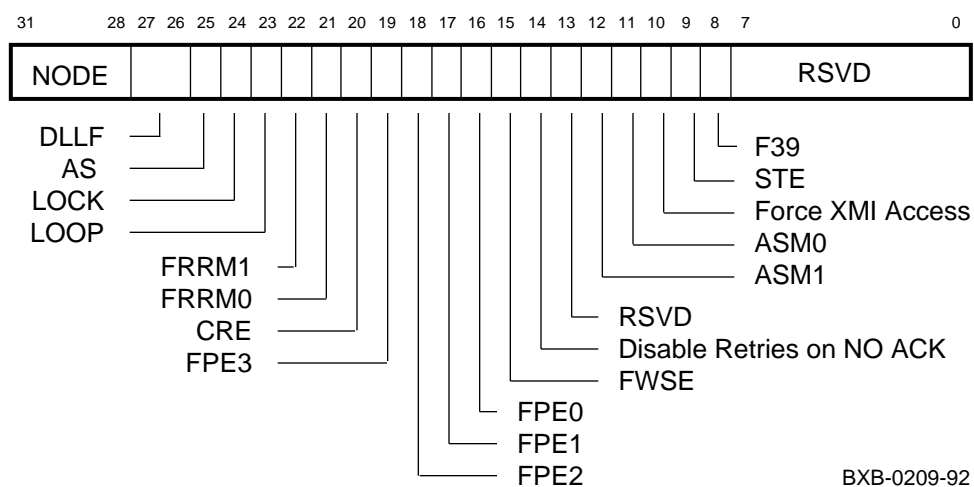 31 28 27 26 25 24 23 22 21 20 19 18 17 16 15 14 13 12 11 10 9 8 7 0
NODE RSVD
DLLF
AS
LOCK
LOOP
FRRM1
FRRM0
CRE
FPE3
FPE0
FPE1
FPE2
F39
STE
Force XMI Access
ASM0
ASM1
RSVD
Disable Retries on NO ACK
FWSE
BXB-0209-92